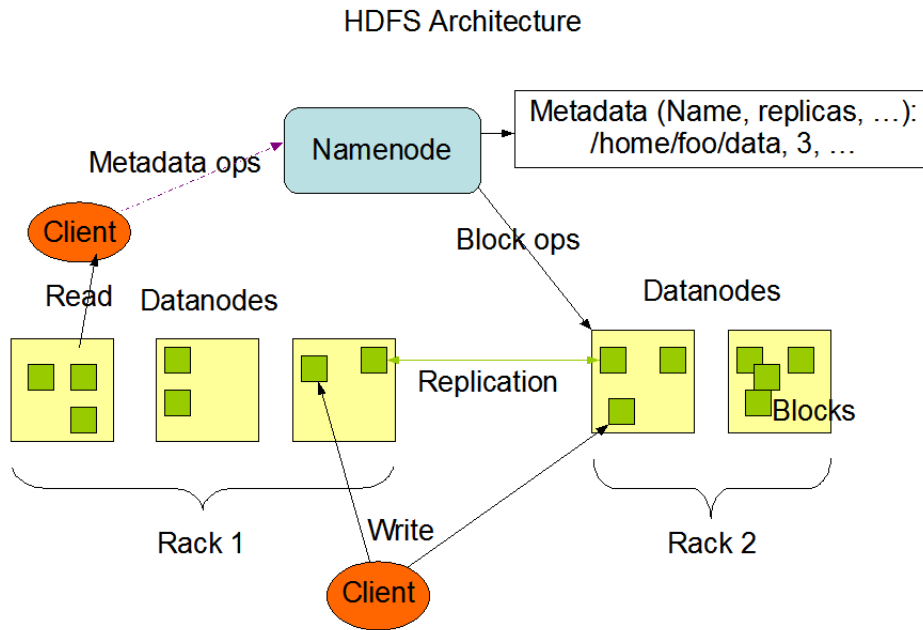 HDFS Architecture
Metadata (Name, replicas, …):
/home/foo/data, 3, …
Namenode
Metadata ops
Client
Block ops
Read
Datanodes
Datanodes
Replication
Blocks
Rack 1
Write
Rack 2
Client